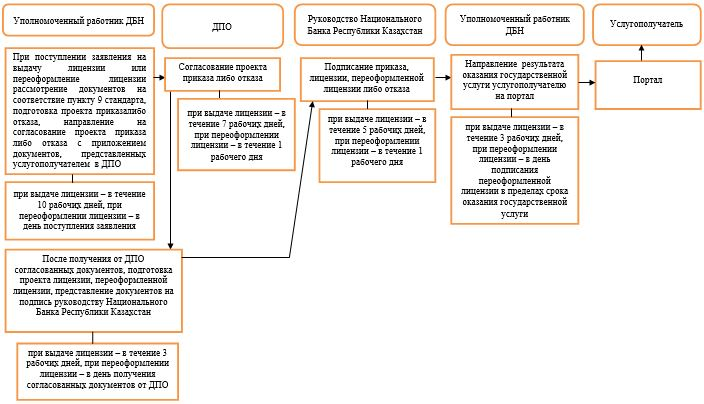 Уполномоченный работник ДБН
ДПО
Руководство Национального
Банка Республики Казахстан
Уполномоченный работник
ДБН
Услугополучатель
При поступлении заявления на
выдачу лицензии или
переоформление лицензии
рассмотрение документов на
соответствие пункту 9 стандарта,
подготовка проекта приказалибо
отказа, направление на
согласование проекта приказа
либо отказа с приложением
документов, представленных
услугополучателем в ДПО
Согласование проекта
приказа либо отказа
Подписание приказа,
лицензии, переоформленной
лицензии либо отказа
Направление результата
оказания государственной
услуги услугополучателю
на портал
Портал
при выдаче лицензии – в
течение 7 рабочих дней,
при переоформлении
лицензии – в течение 1
рабочего дня
при выдаче лицензии – в
течение 5 рабочих дней,
при переоформлении
лицензии – в течение 1
рабочего дня
при выдаче лицензии – в
течение 3 рабочих дней,
при переоформлении
лицензии – в день
подписания
переоформленной
лицензии в пределах срока
оказания государственной
услуги
при выдаче лицензии – в течение
10 рабочих дней, при
переоформлении лицензии – в
день поступления заявления
После получения от ДПО
согласованных документов, подготовка
проекта лицензии, переоформленной
лицензии, представление документов на
подпись руководству Национального
Банка Республики Казахстан
при выдаче лицензии – в течение 3
рабочих дней, при переоформлении
лицензии – в день получения
согласованных документов от ДПО